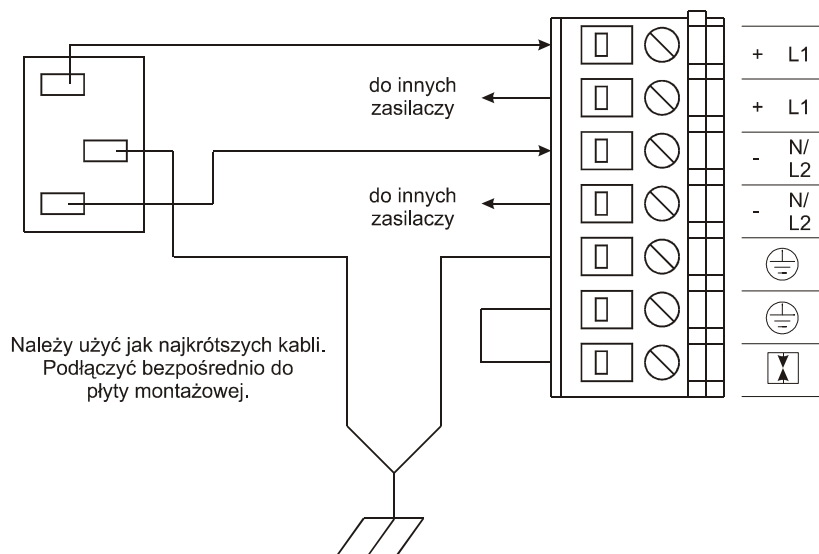 do innych
zasilaczy
do innych
zasilaczy
Należy użyć jak najkrótszych kabli.
Podłączyć bezpośrednio do
płyty montażowej.
+ L1
+ L1
- N/
L2
- N/
L2